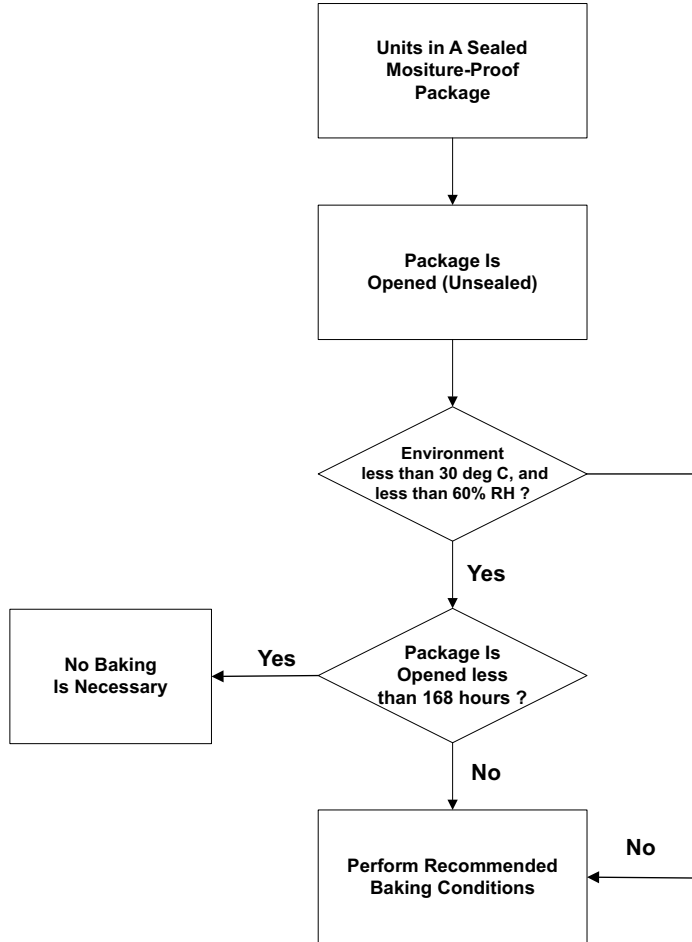 Units in A Sealed
Mositure-Proof
Package
Package Is
Opened (Unsealed)
Environment
less than 30 deg C, and
less than 60% RH ?
Yes
Yes
No Baking
Is Necessary
Package Is
Opened less
than 168 hours ?
No
No
Perform Recommended
Baking Conditions